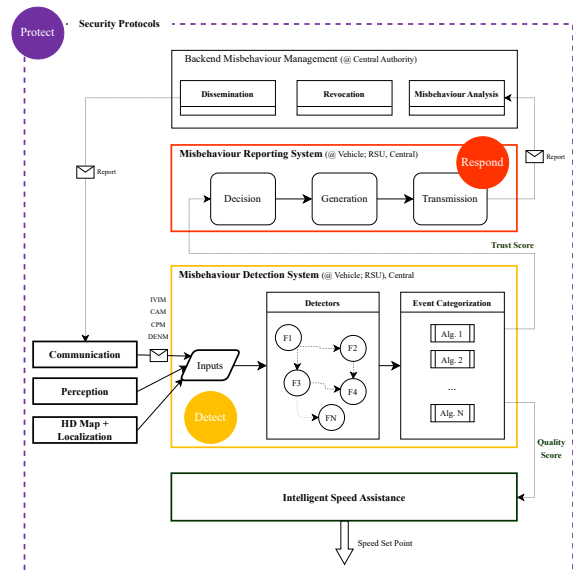 Protect
Security Protocols
Backend Misbehaviour Management (@ Central Authority)
Dissemination
Revocation
Misbehaviour Analysis
Report
Report
Misbehaviour Reporting System (@ Vehicle; RSU, Central)
Respond
Decision
Generation
Transmission
Trust Score
Misbehaviour Detection System (@ Vehicle; RSU), Central
IVIM
CAM
CPM
DENM
Detectors
Event Categorization
F1
F2
F3
F4
FN
Alg. 1
Alg. 2
...
Alg. N
Communication
Inputs
Perception
HD Map +
Localization
Detect
Quality
Score
Intelligent Speed Assistance
Speed Set Point